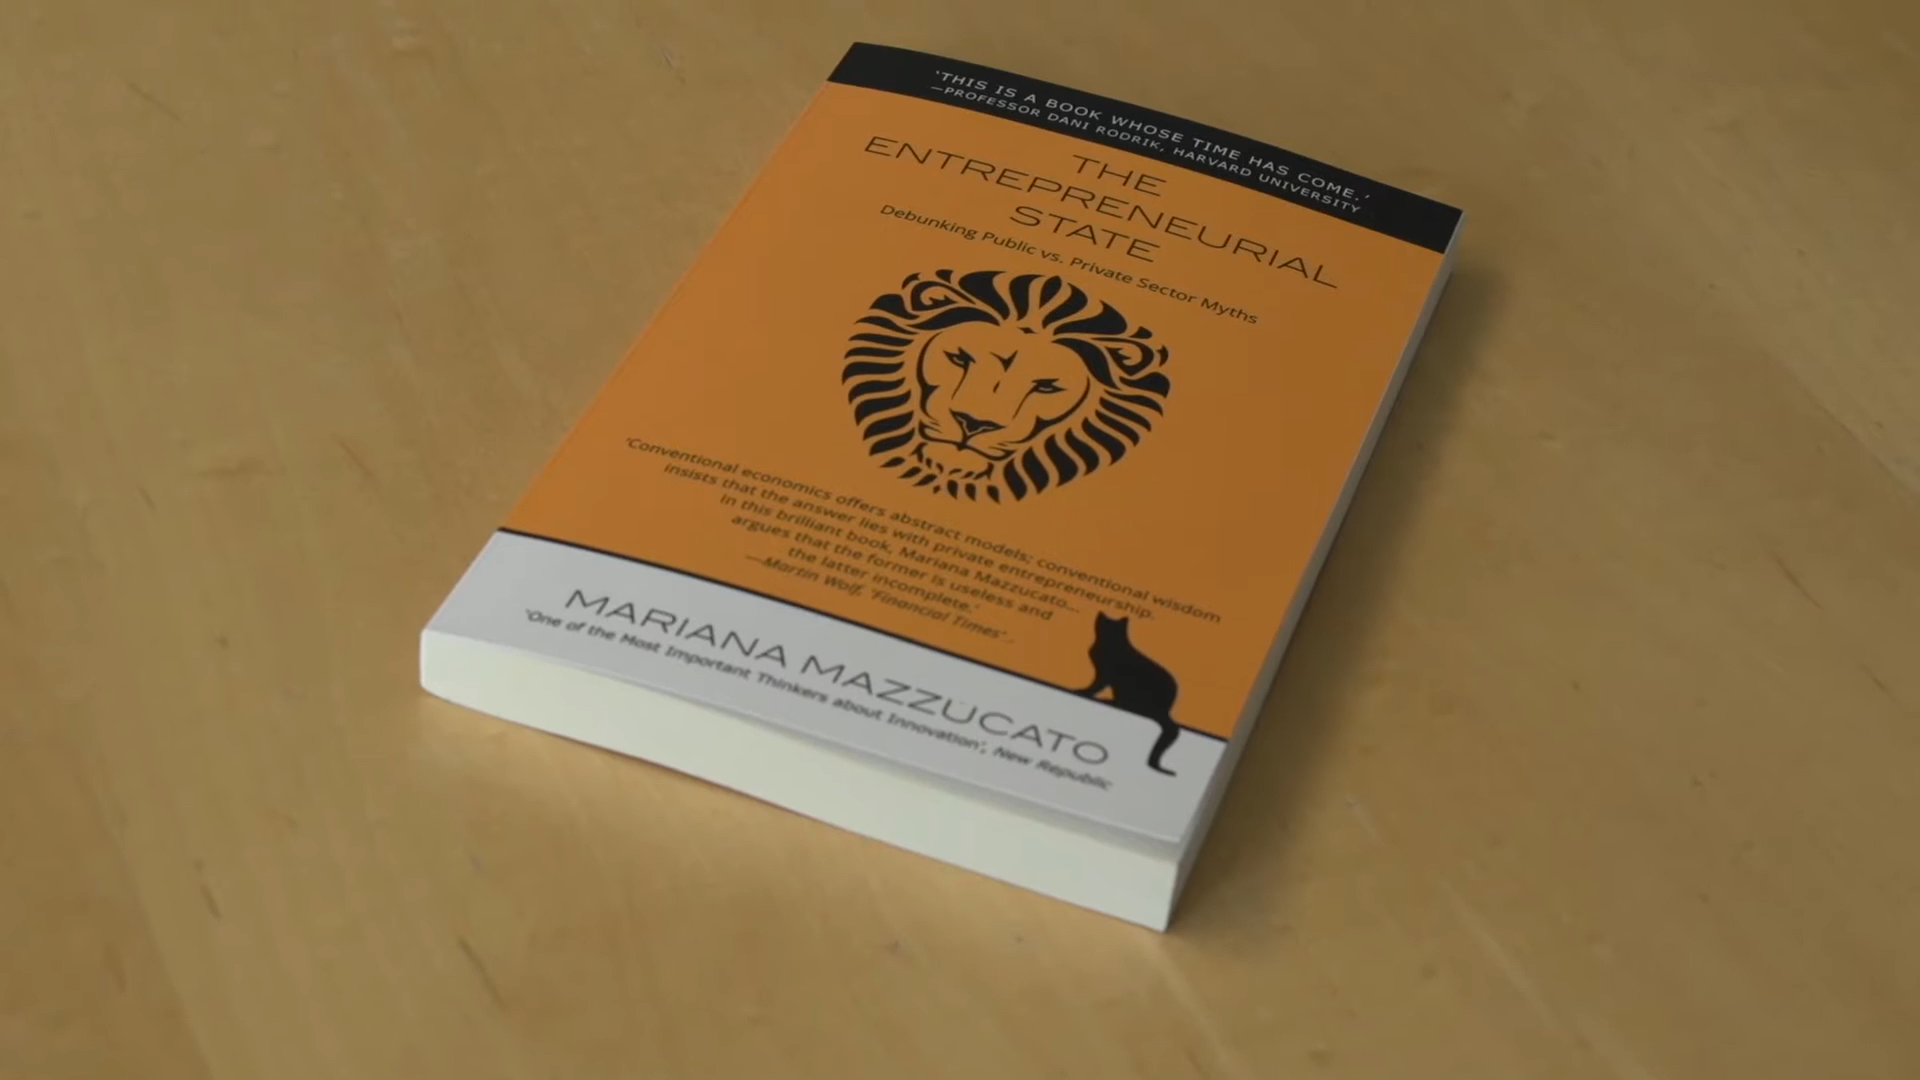 'THIS IS A BOOK WHOSE TIME HAS COME.'
—PROFESSOR DANI RODRIK, HARVARD UNIVERSITY
THE
ENTREPRENEURIAL
STATE
Debunking Public vs. Private Sector Myths
'Conventional economics offers abstract models; conventional wisdom
insists that the answer lies with private entrepreneurship.
In this brilliant book, Mariana Mazzucato...
argues that the former is useless and
the latter incomplete.'
—Martin Wolf, 'Financial Times'
MARIANA MAZZUCATO
'One of the Most Important Thinkers about Innovation', New Republic